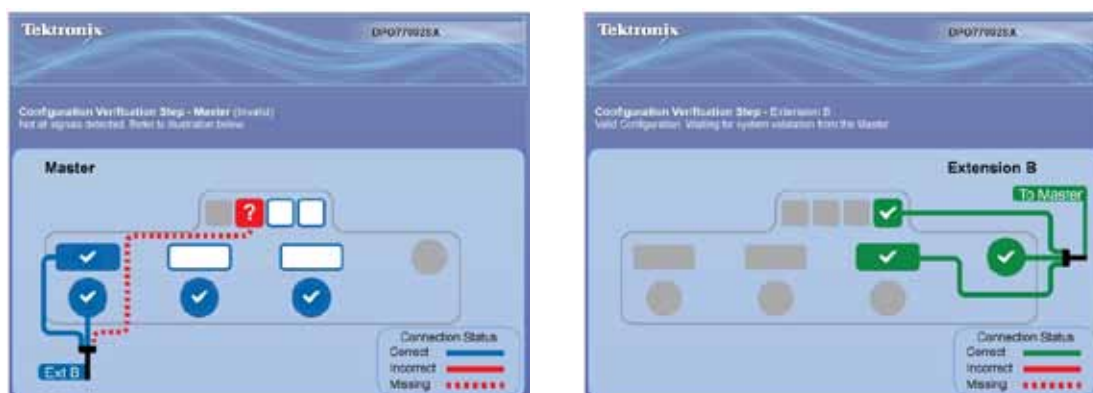 Tektronix
DPO77002SX
Configuration Verification Step - Master (Invalid)
Not all signals detected. Refer to illustration below.
Master
?
Ext B
Connection Status
Correct
Incorrect
Missing
Tektronix
DPO77002SX
Configuration Verification Step - Extension B
Valid Configuration. Waiting for system validation from the Master
Extension B
To Master
Connection Status
Correct
Incorrect
Missing